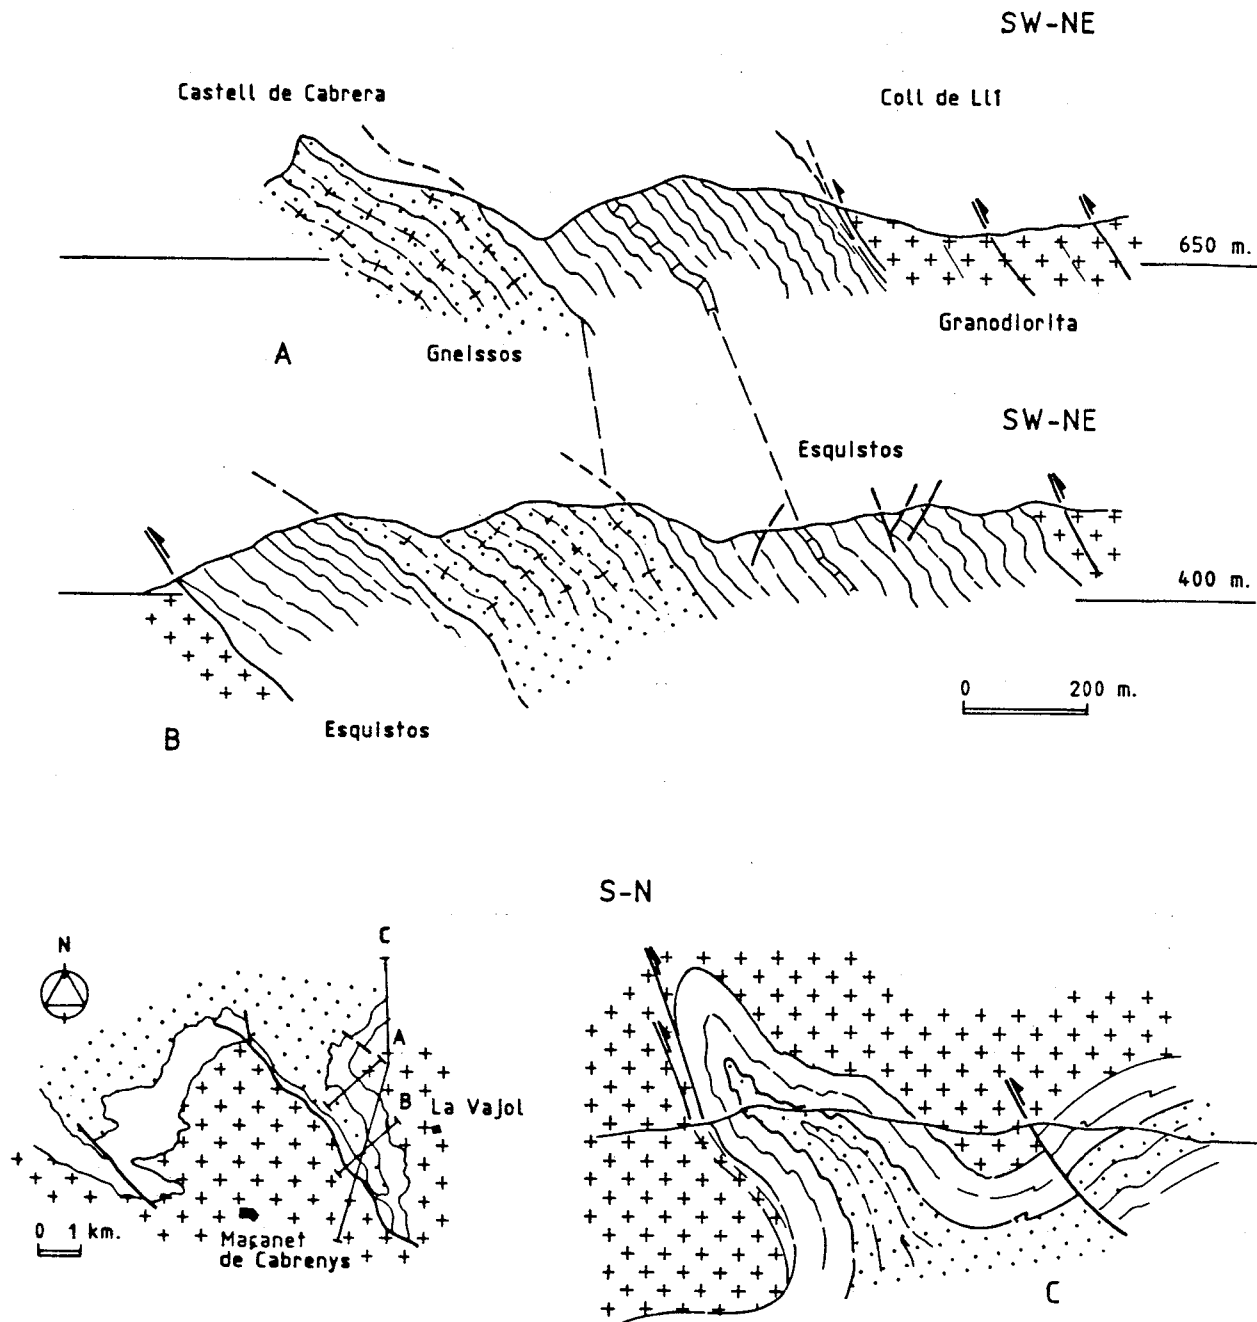 SW-NE
Castell de Cabrera
Coll de Llí
650 m.
Granodiorita
A
Gneissos
SW-NE
Esquistos
400 m.
0 200 m.
Esquistos
B
S-N
C
N
A
B
La Vajol
0 1 km.
Maçanet
de Cabrenys
C